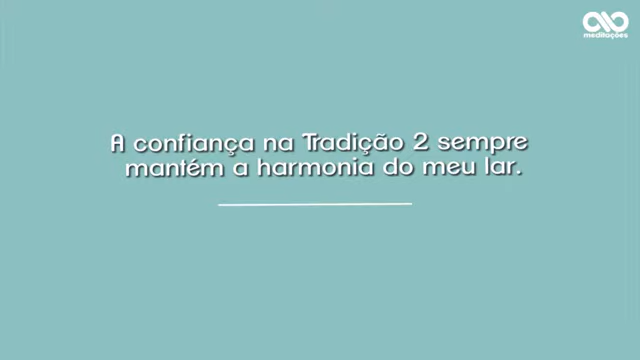 meditações
A confiança na Tradição 2 sempre
mantém a harmonia do meu lar.